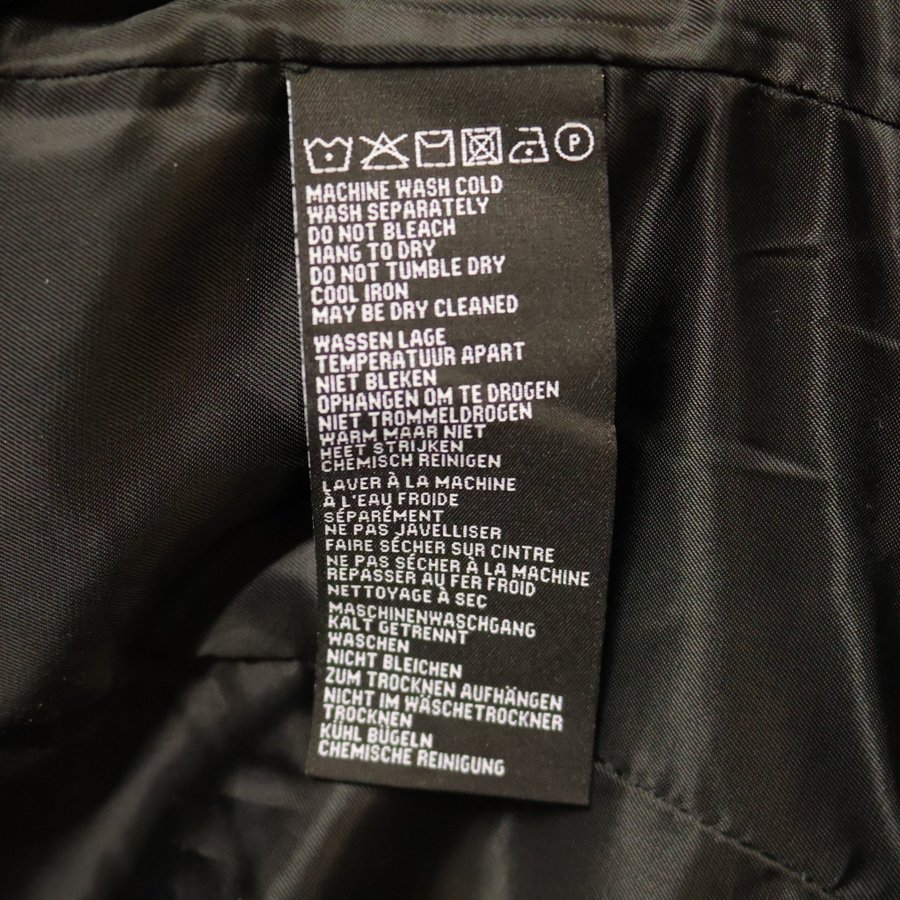 P
MACHINE WASH COLD
WASH SEPARATELY
DO NOT BLEACH
HANG TO DRY
DO NOT TUMBLE DRY
COOL IRON
MAY BE DRY CLEANED
WASSEN LAGE
TEMPERATUUR APART
NIET BLEKEN
OPHANGEN OM TE DROGEN
NIET TROMMELDROGEN
WARM MAAR NIET
HEET STRIJKEN
CHEMISCH REINIGEN
LAVER À LA MACHINE
À L'EAU FROIDE
SÉPARÉMENT
NE PAS JAVELLISER
FAIRE SÉCHER SUR CINTRE
NE PAS SÉCHER À LA MACHINE
REPASSER AU FER FROID
NETTOYAGE À SEC
MASCHINENWASCHGANG
KALT GETRENNT
WASCHEN
NICHT BLEICHEN
ZUM TROCKNEN AUFHÄNGEN
NICHT IM WÄSCHETROCKNER
TROCKNEN
KÜHL BÜGELN
CHEMISCHE REINIGUNG